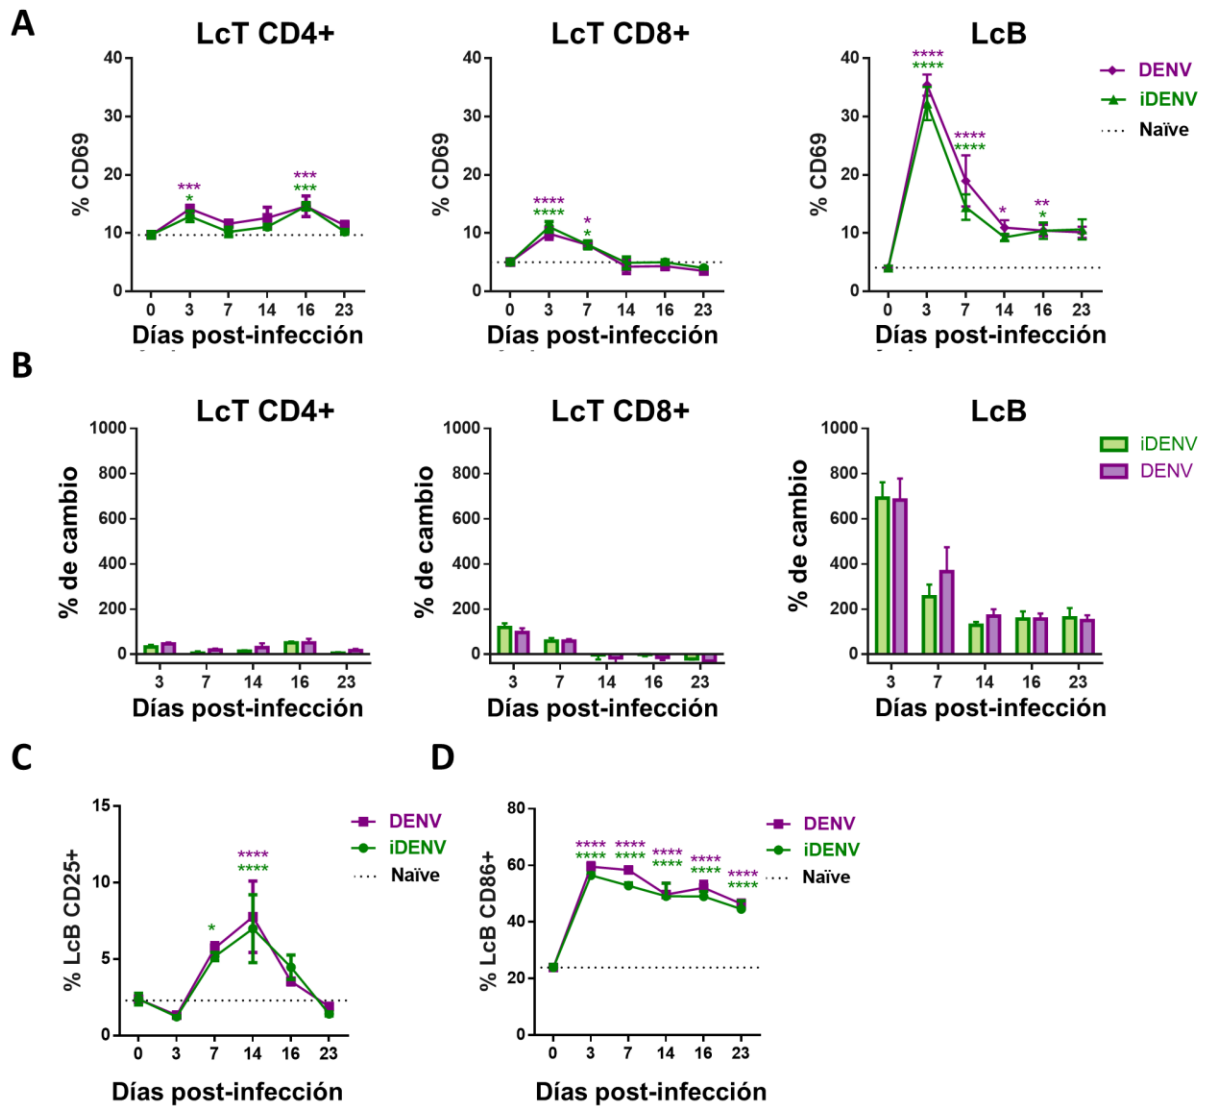 A
LcT CD4+
LcT CD8+
LcB
% CD69
40
30
20
10
0
***
*
***
***
0 3 7 14 16 23
Días post-infección
% CD69
40
30
20
10
0
****
****
*
*
0 3 7 14 16 23
Días post-infección
% CD69
40
30
20
10
0
****
****
****
****
*
**
*
0 3 7 14 16 23
Días post-infección
DENV
iDENV
Naïve
B
LcT CD4+
LcT CD8+
LcB
% de cambio
1000
800
600
400
200
0
3 7 14 16 23
Días post-infección
% de cambio
1000
800
600
400
200
0
3 7 14 16 23
Días post-infección
% de cambio
1000
800
600
400
200
0
3 7 14 16 23
Días post-infección
iDENV
DENV
C
% LcB CD25+
15
10
5
0
*
****
****
0 3 7 14 16 23
Días post-infección
DENV
iDENV
Naïve
D
% LcB CD86+
80
60
40
20
0
****
****
****
****
****
****
****
****
****
****
0 3 7 14 16 23
Días post-infección
DENV
iDENV
Naïve